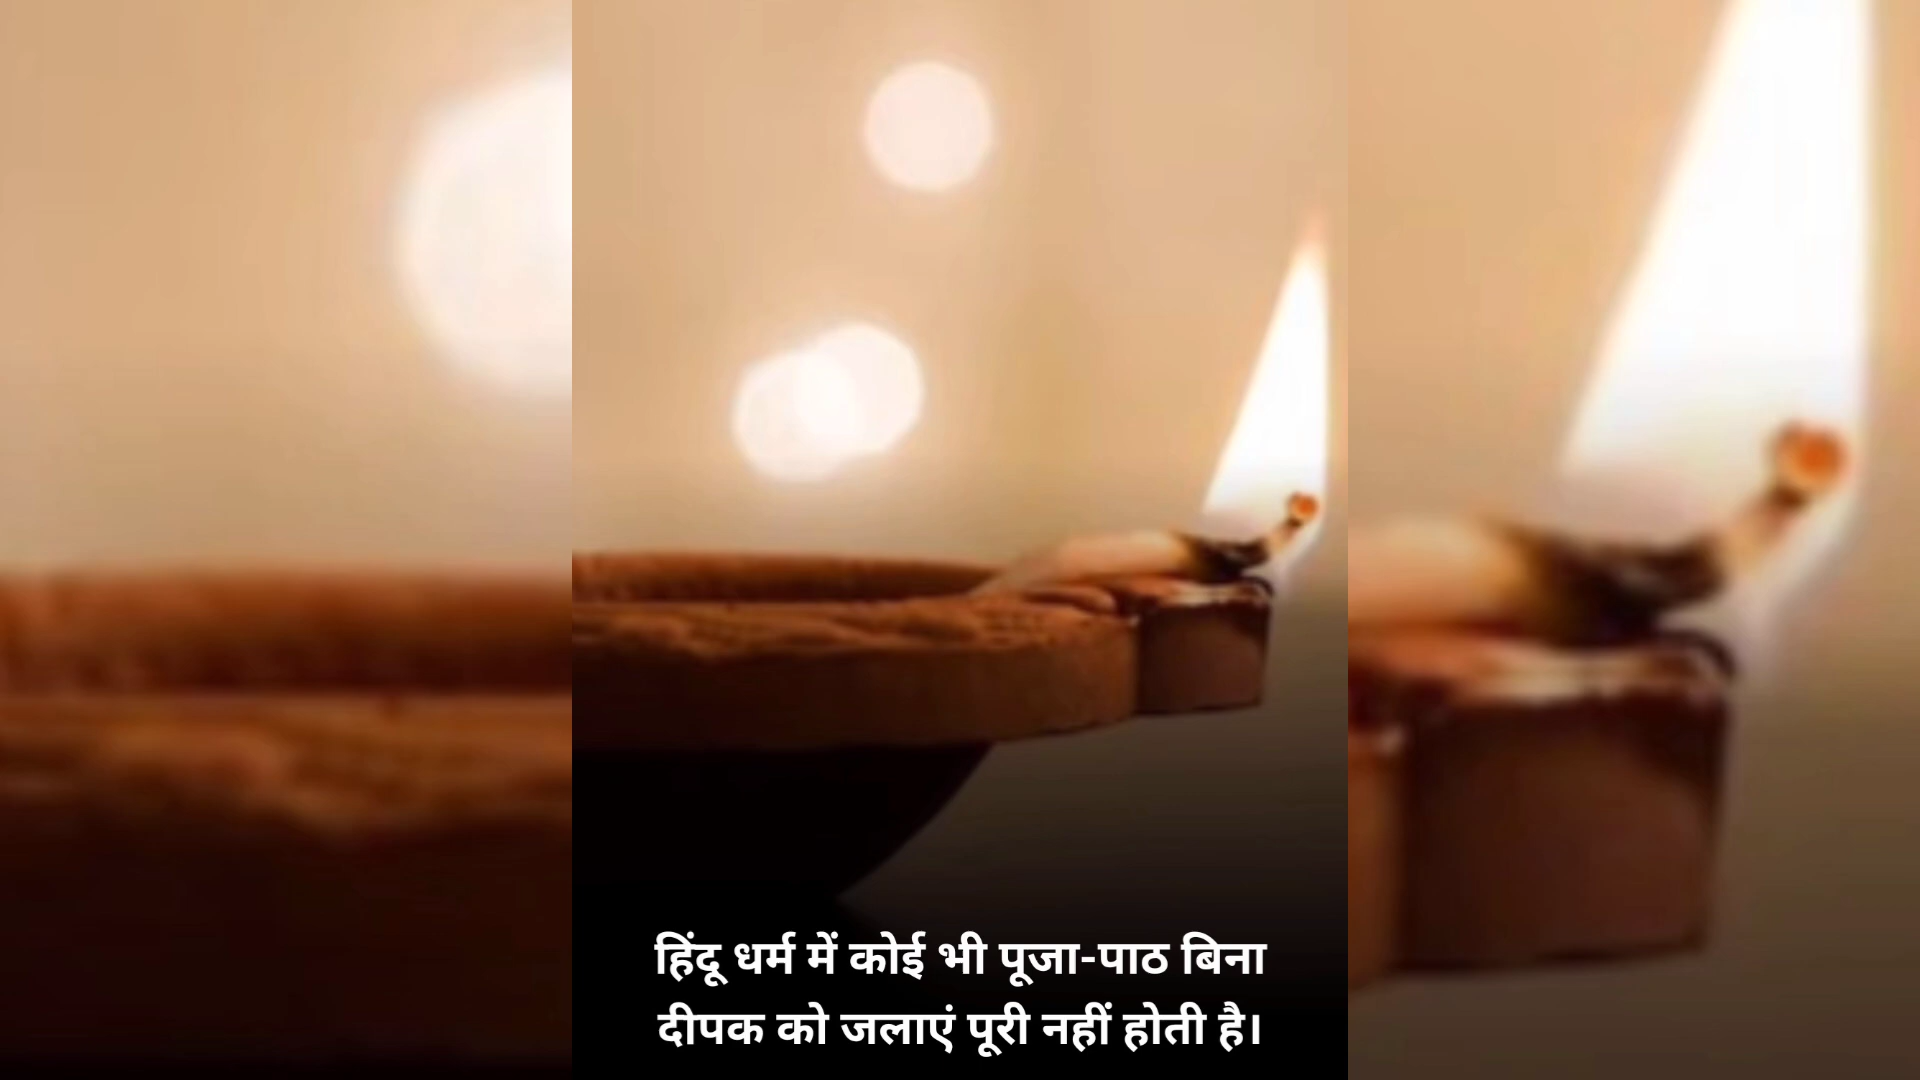 हिंदू धर्म में कोई भी पूजा-पाठ बिना
दीपक को जलाएं पूरी नहीं होती है।